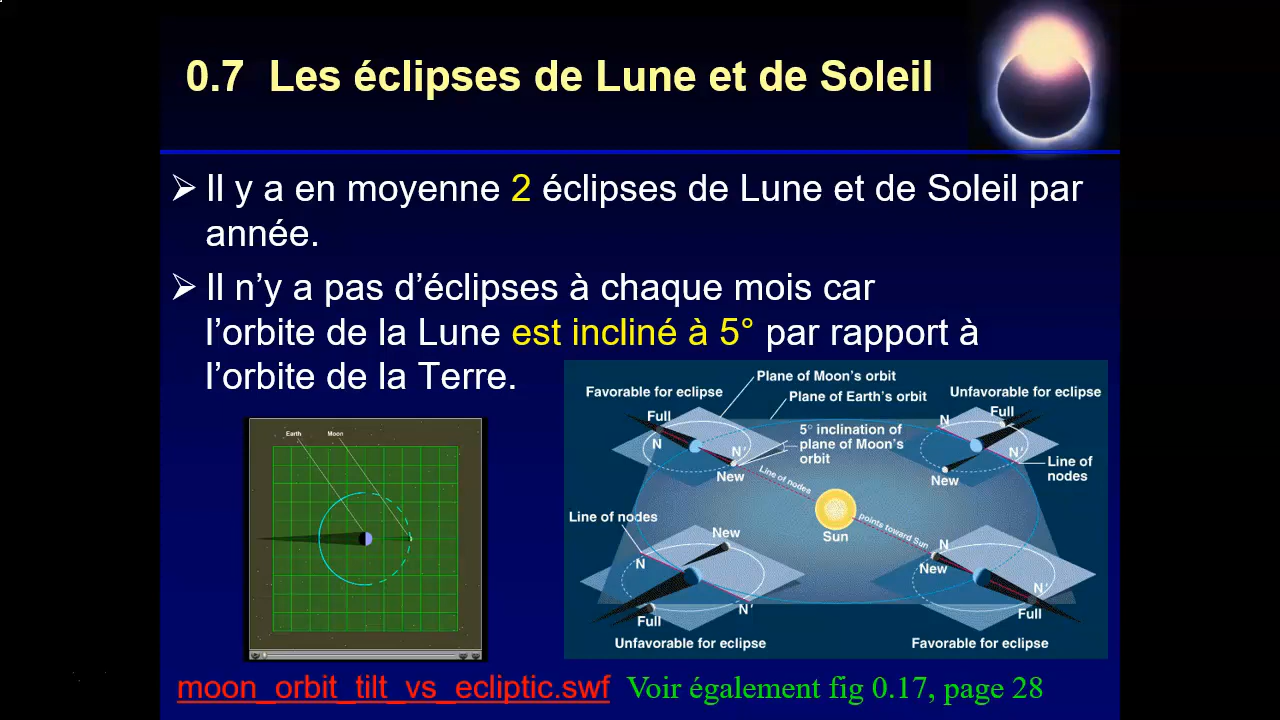 0.7 Les éclipses de Lune et de Soleil
Il y a en moyenne 2 éclipses de Lune et de Soleil par
année.
Il n’y a pas d’éclipses à chaque mois car
l’orbite de la Lune est incliné à 5° par rapport à
l’orbite de la Terre.
Earth Moon
Plane of Moon’s orbit
Favorable for eclipse
Plane of Earth’s orbit
Unfavorable for eclipse
Full
N
N'
New
5° inclination of
plane of Moon’s
orbit
Full
N
N'
New
Line of
nodes
Line of nodes
Sun
points toward Sun
Line of nodes
New
N
N'
Full
Unfavorable for eclipse
N
New
N'
Full
Favorable for eclipse
moon_orbit_tilt_vs_ecliptic.swf Voir également fig 0.17, page 28